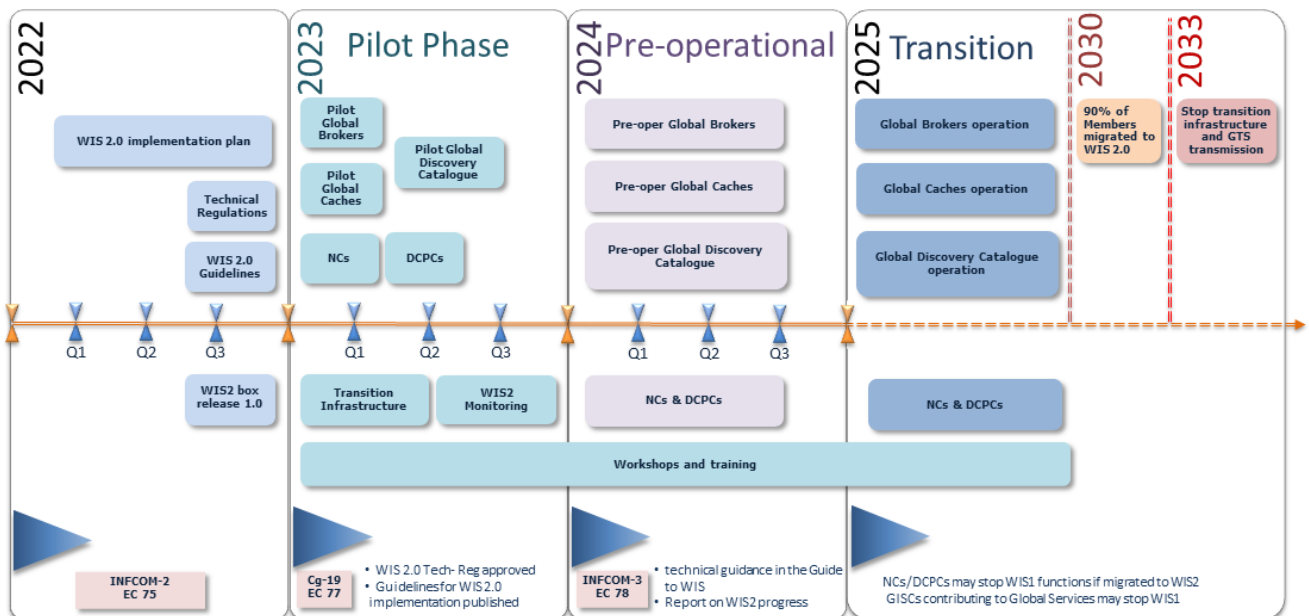 2022
2023
Pilot Phase
2024
Pre-operational
2025
Transition
2030
2033
WIS 2.0 implementation plan
Technical
Regulations
WIS 2.0
Guidelines
Pilot
Global
Brokers
Pilot
Global
Caches
Pilot Global
Discovery
Catalogue
NCs
DCPCs
Pre-oper Global Brokers
Pre-oper Global Caches
Pre-oper Global Discovery
Catalogue
Global Brokers operation
Global Caches operation
Global Discovery Catalogue
operation
90% of
Members
migrated to
WIS 2.0
Stop transition
infrastructure
and GTS
transmission
Q1
Q2
Q3
Q1
Q2
Q3
Q1
Q2
Q3
WIS2 box
release 1.0
Transition
Infrastructure
WIS2
Monitoring
NCs & DCPCs
NCs & DCPCs
Workshops and training
INFCOM-2
EC 75
Cg-19
EC 77
• WIS 2.0 Tech- Reg approved
• Guidelines for WIS 2.0
implementation published
INFCOM-3
EC 78
• technical guidance in the Guide
to WIS
• Report on WIS2 progress
NCs/DCPCs may stop WIS1 functions if migrated to WIS2
GISCs contributing to Global Services may stop WIS1